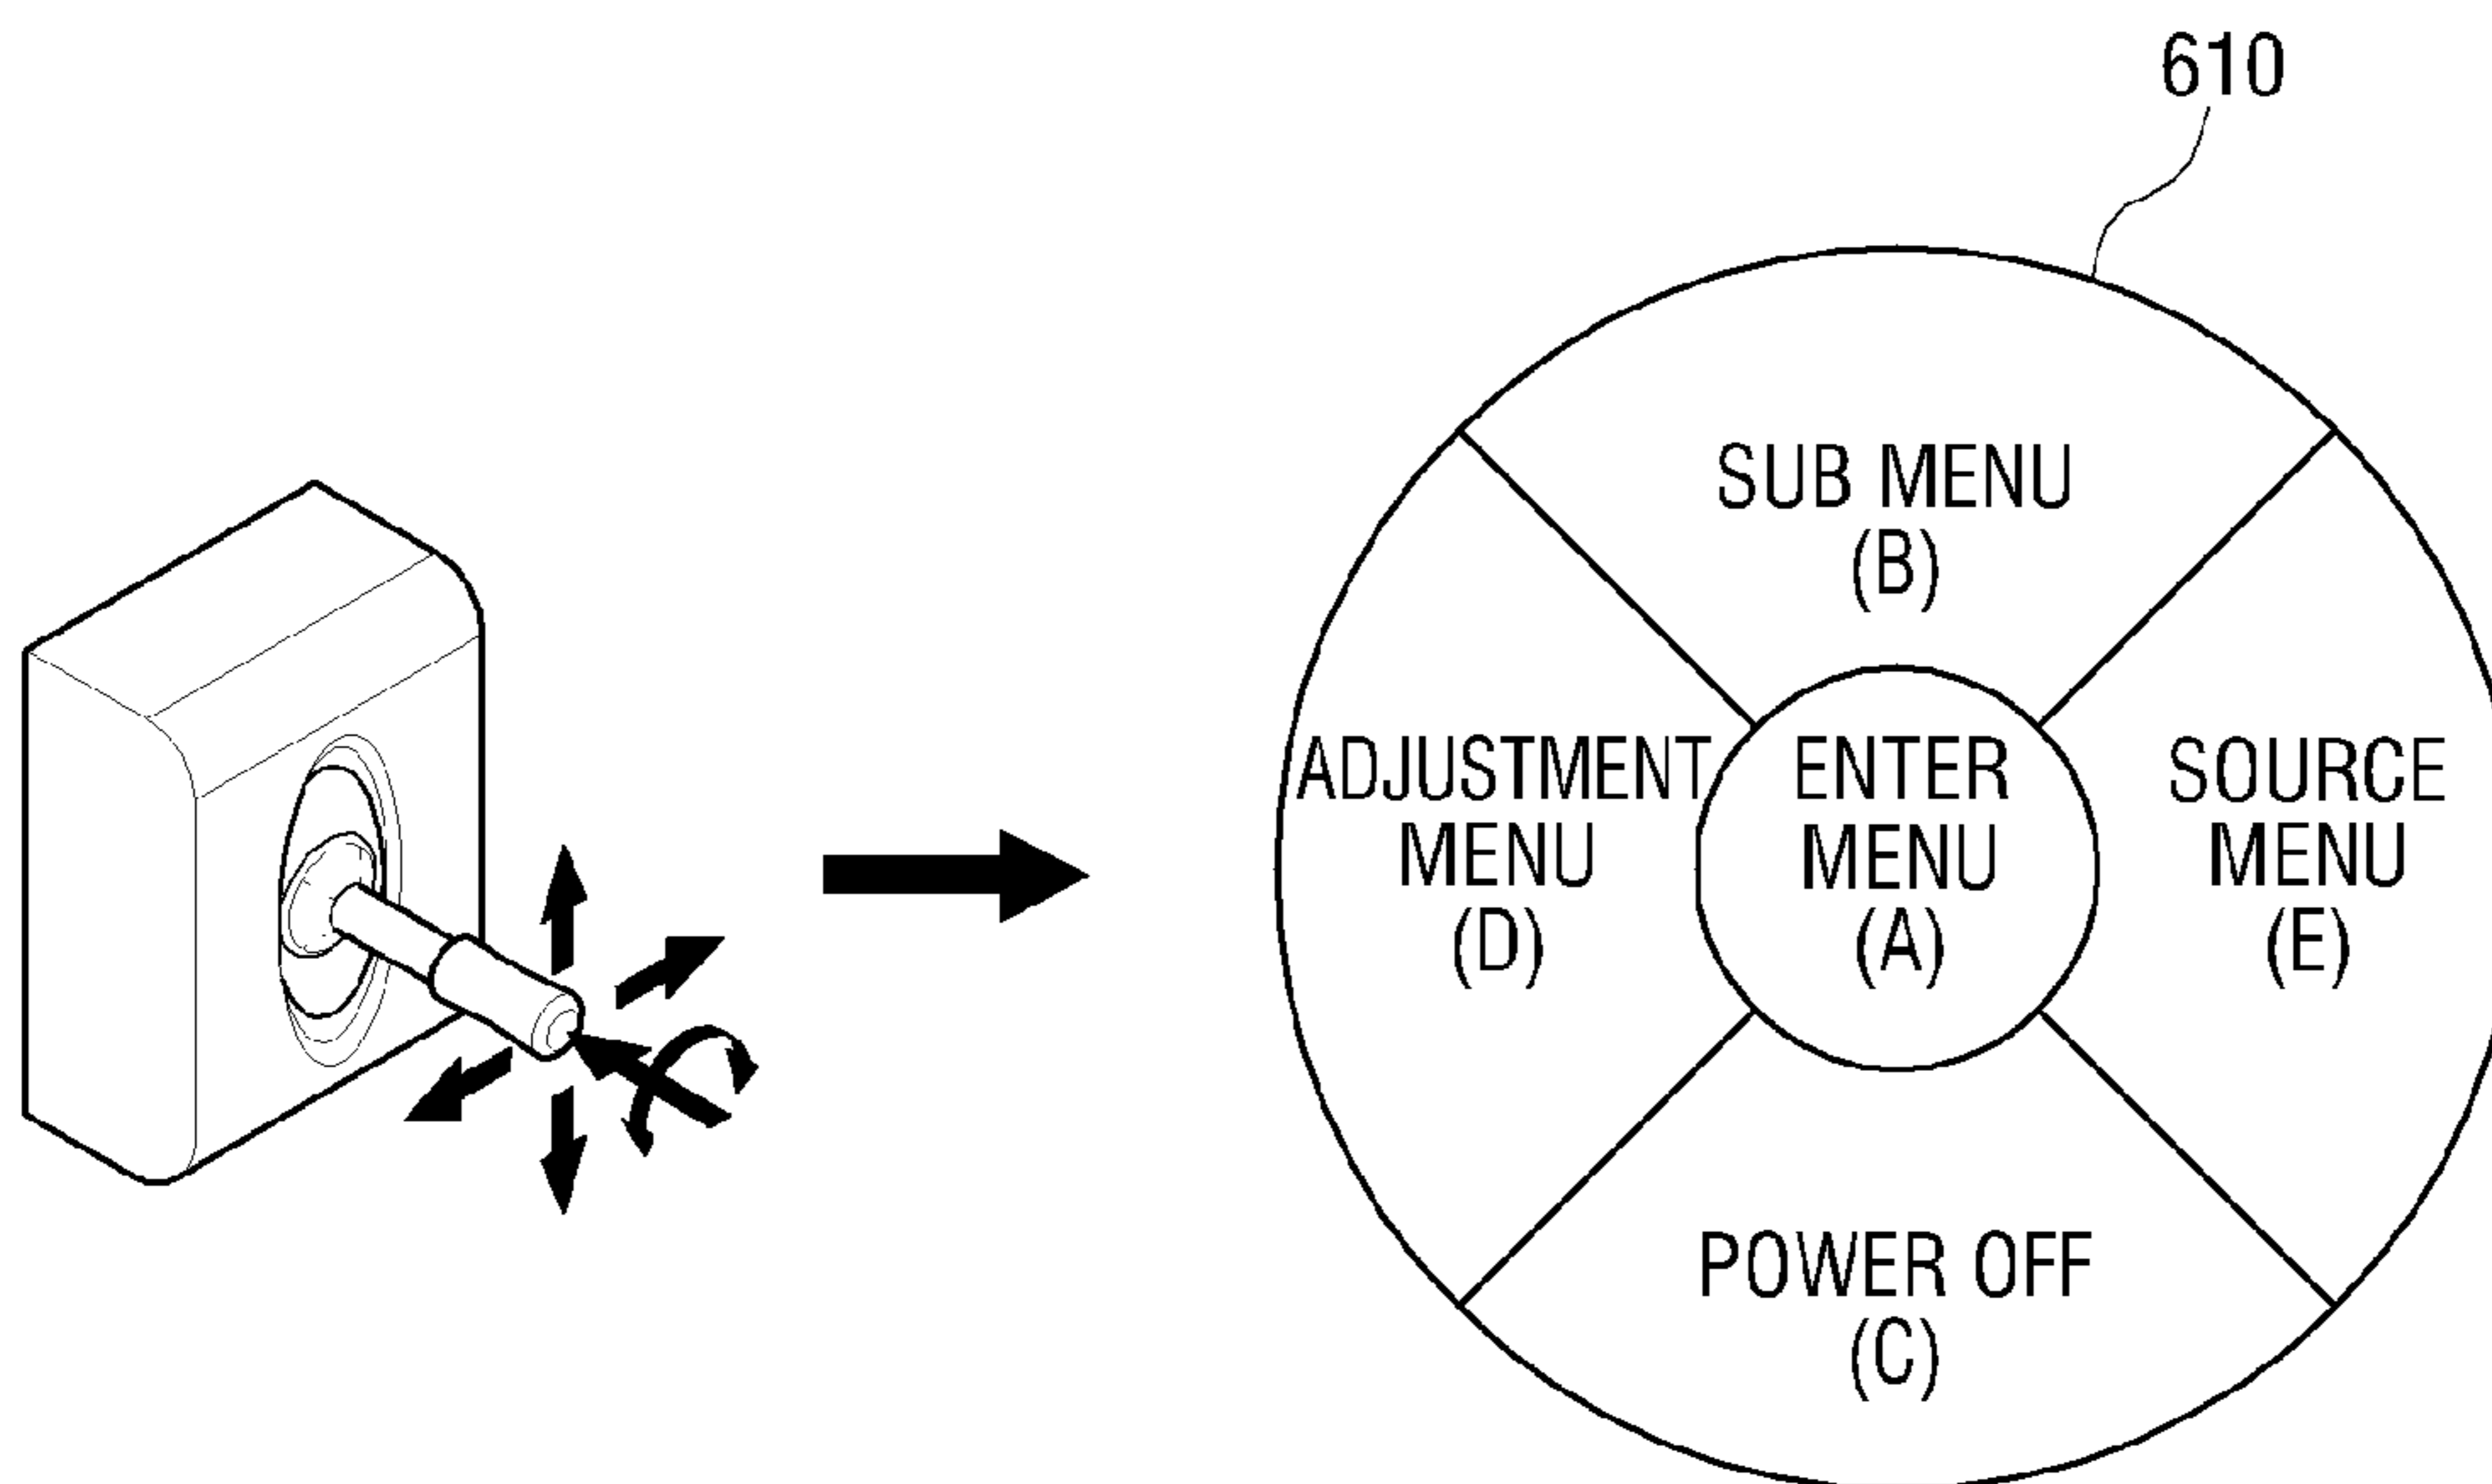 610
SUB MENU
(B)
ADJUSTMENT
MENU
(D)
ENTER
MENU
(A)
SOURCE
MENU
(E)
POWER OFF
(C)